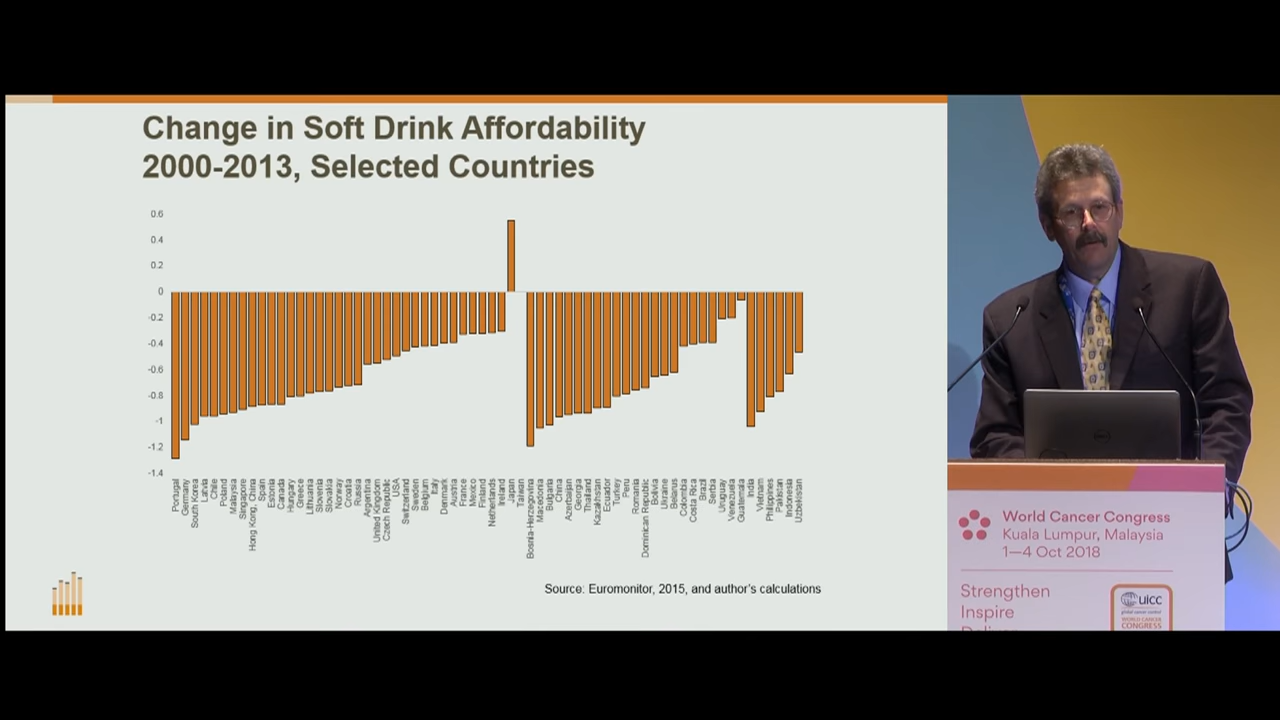 Change in Soft Drink Affordability
2000-2013, Selected Countries
0.6
0.4
0.2
0
-0.2
-0.4
-0.6
-0.8
-1
-1.2
-1.4
Portugal
Germany
South Korea
Latvia
Chile
Poland
Malaysia
Singapore
Hong Kong, China
Spain
Estonia
Canada
Hungary
Greece
Lithuania
Slovenia
Slovakia
Norway
Croatia
Russia
Argentina
United Kingdom
Czech Republic
USA
Switzerland
Sweden
Belgium
Italy
Denmark
Austria
France
Mexico
Finland
Netherlands
Ireland
Japan
Taiwan
Bosnia-Herzegovina
Macedonia
Bulgaria
China
Azerbaijan
Georgia
Thailand
Kazakhstan
Ecuador
Turkey
Peru
Romania
Dominican Republic
Bolivia
Ukraine
Belarus
Colombia
Costa Rica
Brazil
Serbia
Uruguay
Venezuela
Guatemala
India
Vietnam
Philippines
Pakistan
Indonesia
Uzbekistan
Source: Euromonitor, 2015, and author's calculations
World Cancer Congress
Kuala Lumpur, Malaysia
1—4 Oct 2018
Strengthen
Inspire
uicc
global cancer control
WORLD CANCER
CONGRESS